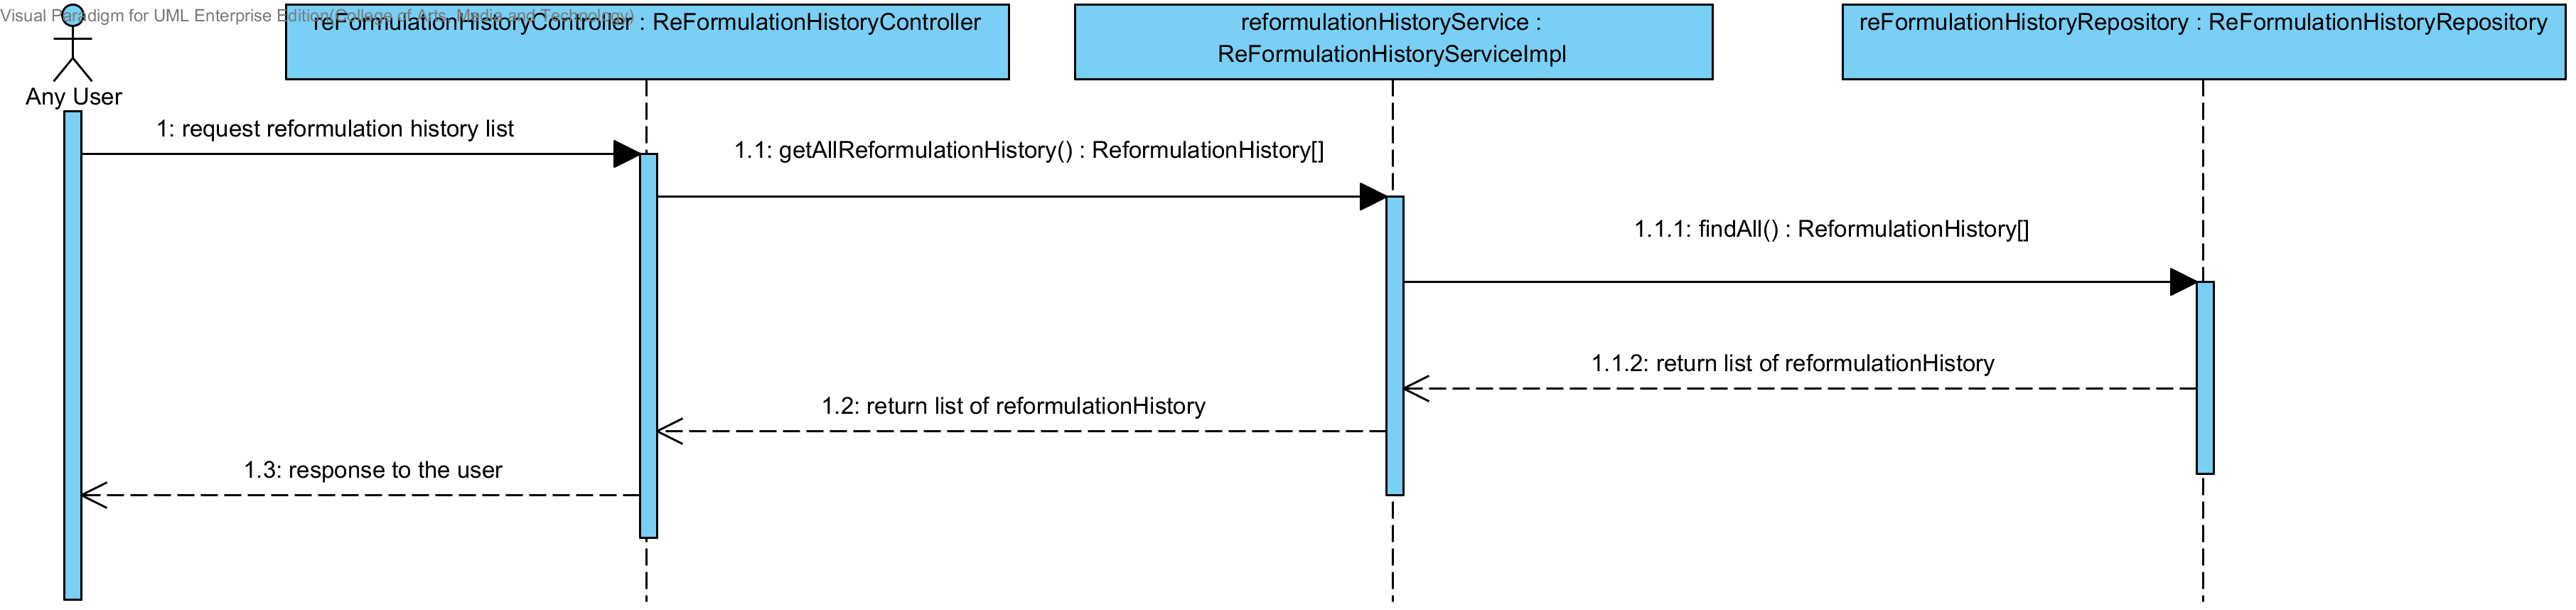 Visual Paradigm for UML Enterprise Edition(College of Arts, Media and Technology)
reFormulationHistoryController : ReFormulationHistoryController
reformulationHistoryService :
ReFormulationHistoryServiceImpl
reFormulationHistoryRepository : ReFormulationHistoryRepository
Any User
1: request reformulation history list
1.1: getAllReformulationHistory() : ReformulationHistory[]
1.1.1: findAll() : ReformulationHistory[]
1.1.2: return list of reformulationHistory
1.2: return list of reformulationHistory
1.3: response to the user